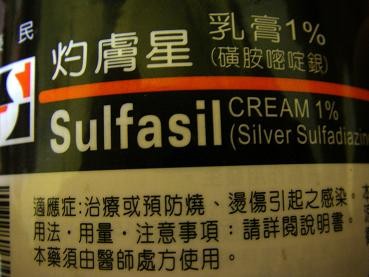 民
灼膚星 乳膏1%
(磺胺嘧啶銀)
Sulfasil CREAM 1%
(Silver Sulfadiazin
適應症:治療或預防燒、燙傷引起之感染。
用法・用量・注意事項：請詳閱說明書。
本藥須由醫師處方使用。